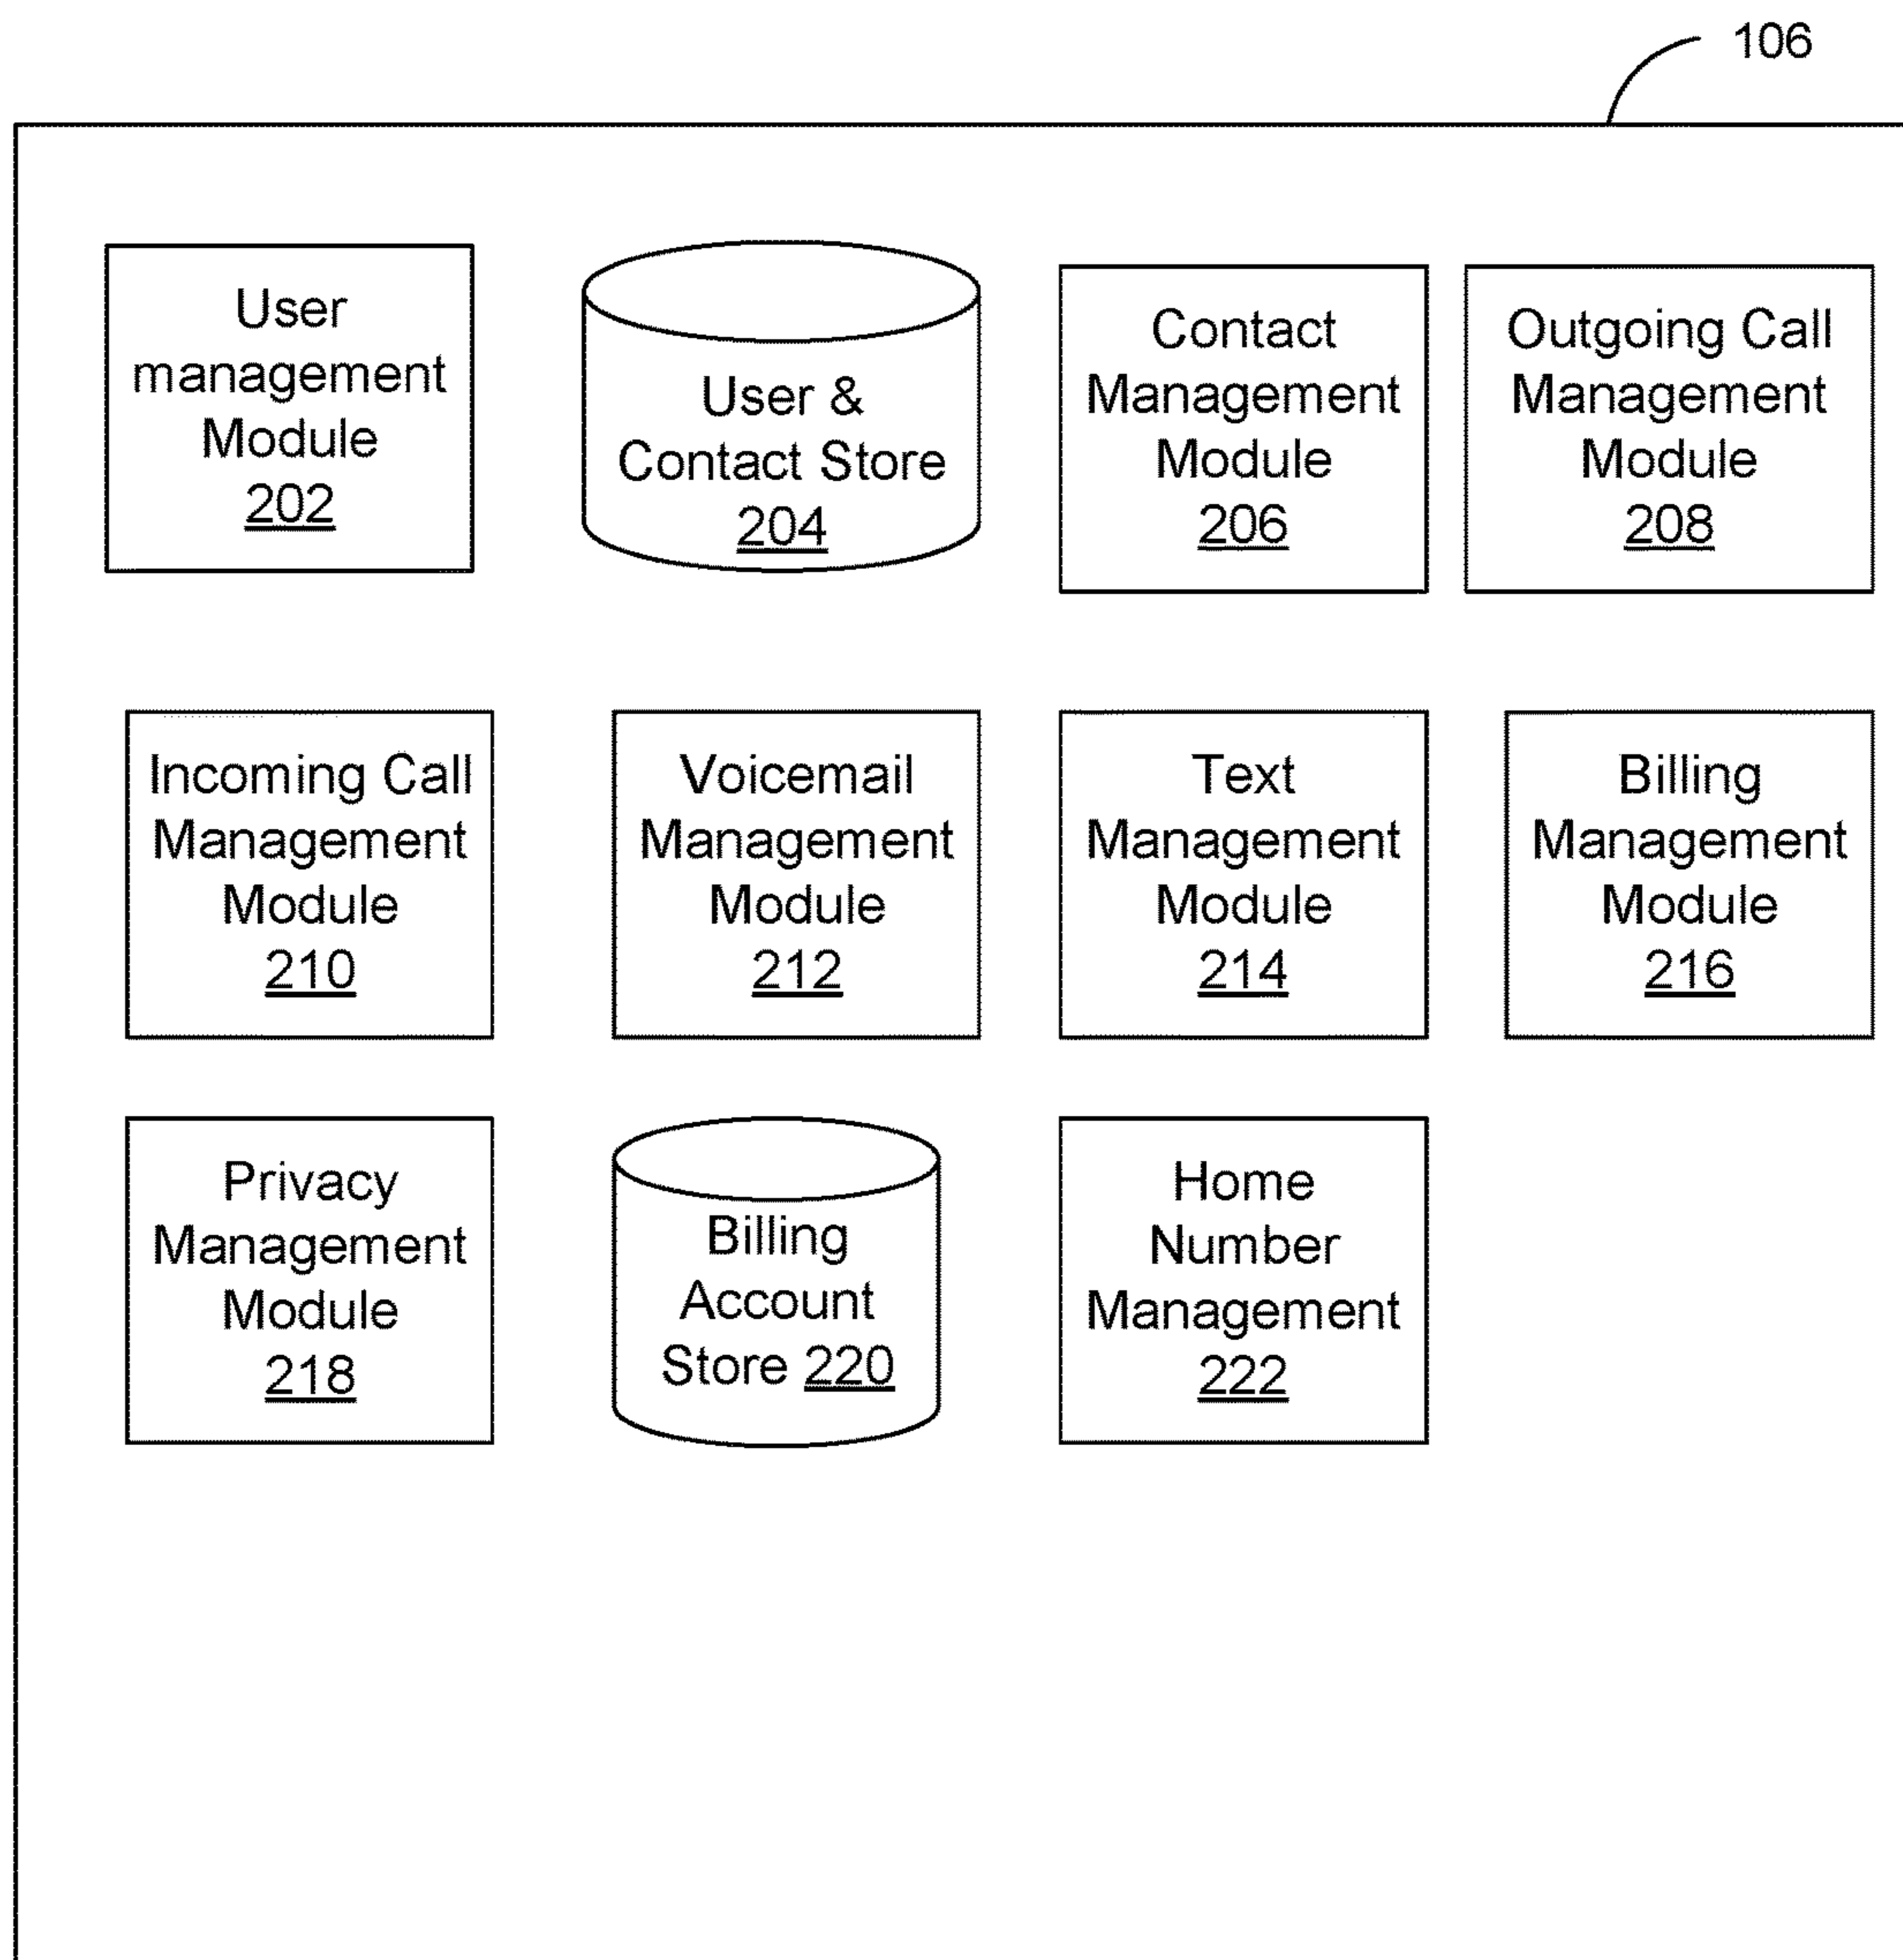 106
User
management
Module
202
User &
Contact Store
204
Contact
Management
Module
206
Outgoing Call
Management
Module
208
Incoming Call
Management
Module
210
Voicemail
Management
Module
212
Text
Management
Module
214
Billing
Management
Module
216
Privacy
Management
Module
218
Billing
Account
Store 220
Home
Number
Management
222